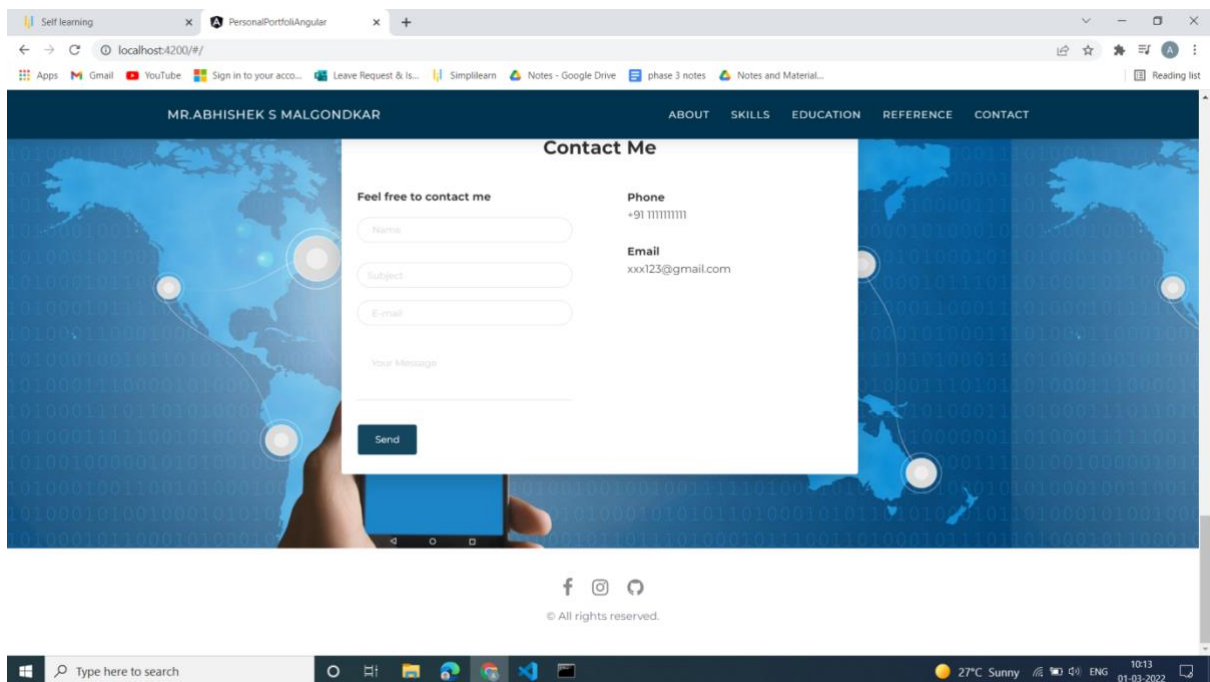 Self learning
PersonalPortfoliAngular
localhost:4200/#/
Apps
Gmail
YouTube
Sign in to your acco...
Leave Request & Is...
Simplilearn
Notes - Google Drive
phase 3 notes
Notes and Material...
Reading list
MR.ABHISHEK S MALGONDKAR
ABOUT
SKILLS
EDUCATION
REFERENCE
CONTACT
Contact Me
Feel free to contact me
Name
Subject
E-mail
Your Message
Send
Phone
+91 1111111111
Email
xxx123@gmail.com
© All rights reserved.
Type here to search
27°C Sunny
ENG
10:13
01-03-2022